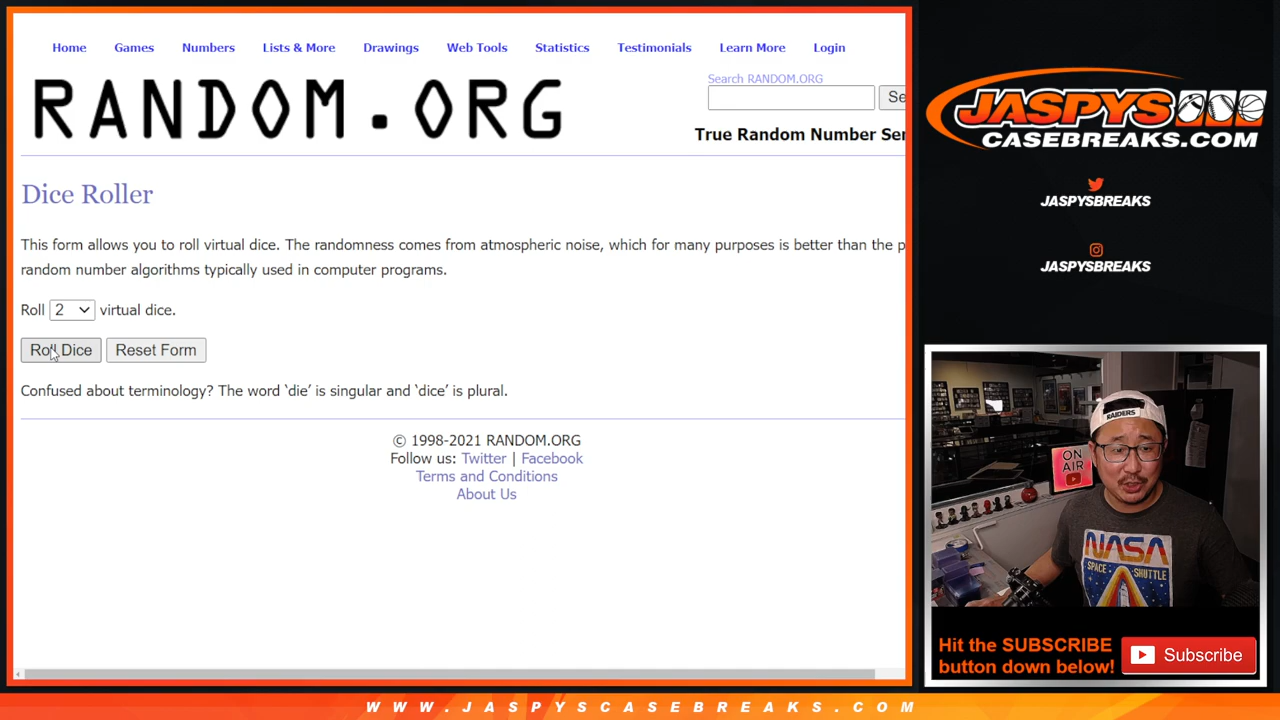 Home Games Numbers Lists & More Drawings Web Tools Statistics Testimonials Learn More Login
RANDOM.ORG
Search RANDOM.ORG
Se
True Random Number Ser
Dice Roller
This form allows you to roll virtual dice. The randomness comes from atmospheric noise, which for many purposes is better than the p
random number algorithms typically used in computer programs.
Roll 2 virtual dice.
Roll Dice Reset Form
Confused about terminology? The word ‘die’ is singular and ‘dice’ is plural.
© 1998-2021 RANDOM.ORG
Follow us: Twitter | Facebook
Terms and Conditions
About Us
JASPYS
CASEBREAKS.COM
JASPYSBREAKS
JASPYSBREAKS
RAIDERS
ON
AIR
NASA
SPACE SHUTTLE
Hit the SUBSCRIBE
button down below!
Subscribe
WWW.JASPYSCASEBREAKS.COM